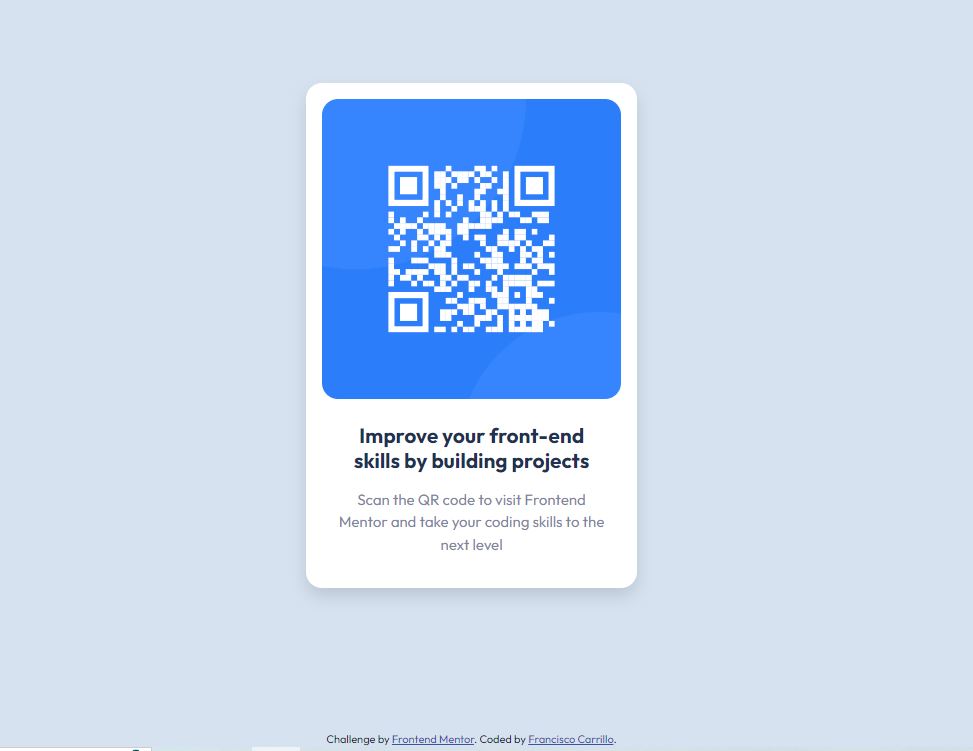 Improve your front-end
skills by building projects
Scan the QR code to visit Frontend
Mentor and take your coding skills to the
next level
Challenge by Frontend Mentor. Coded by Francisco Carrillo.